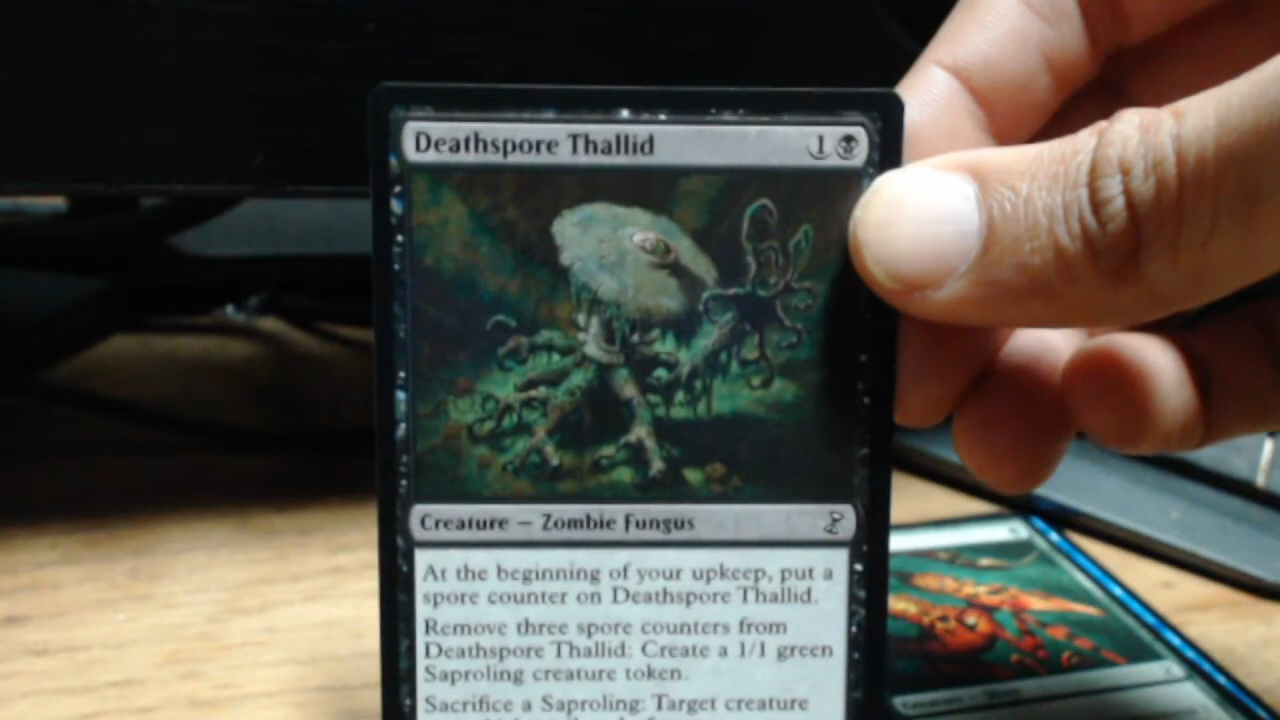 Deathspore Thallid 1
Creature — Zombie Fungus
At the beginning of your upkeep, put a
spore counter on Deathspore Thallid.
Remove three spore counters from
Deathspore Thallid: Create a 1/1 green
Saproling creature token.
Sacrifice a Saproling: Target creature